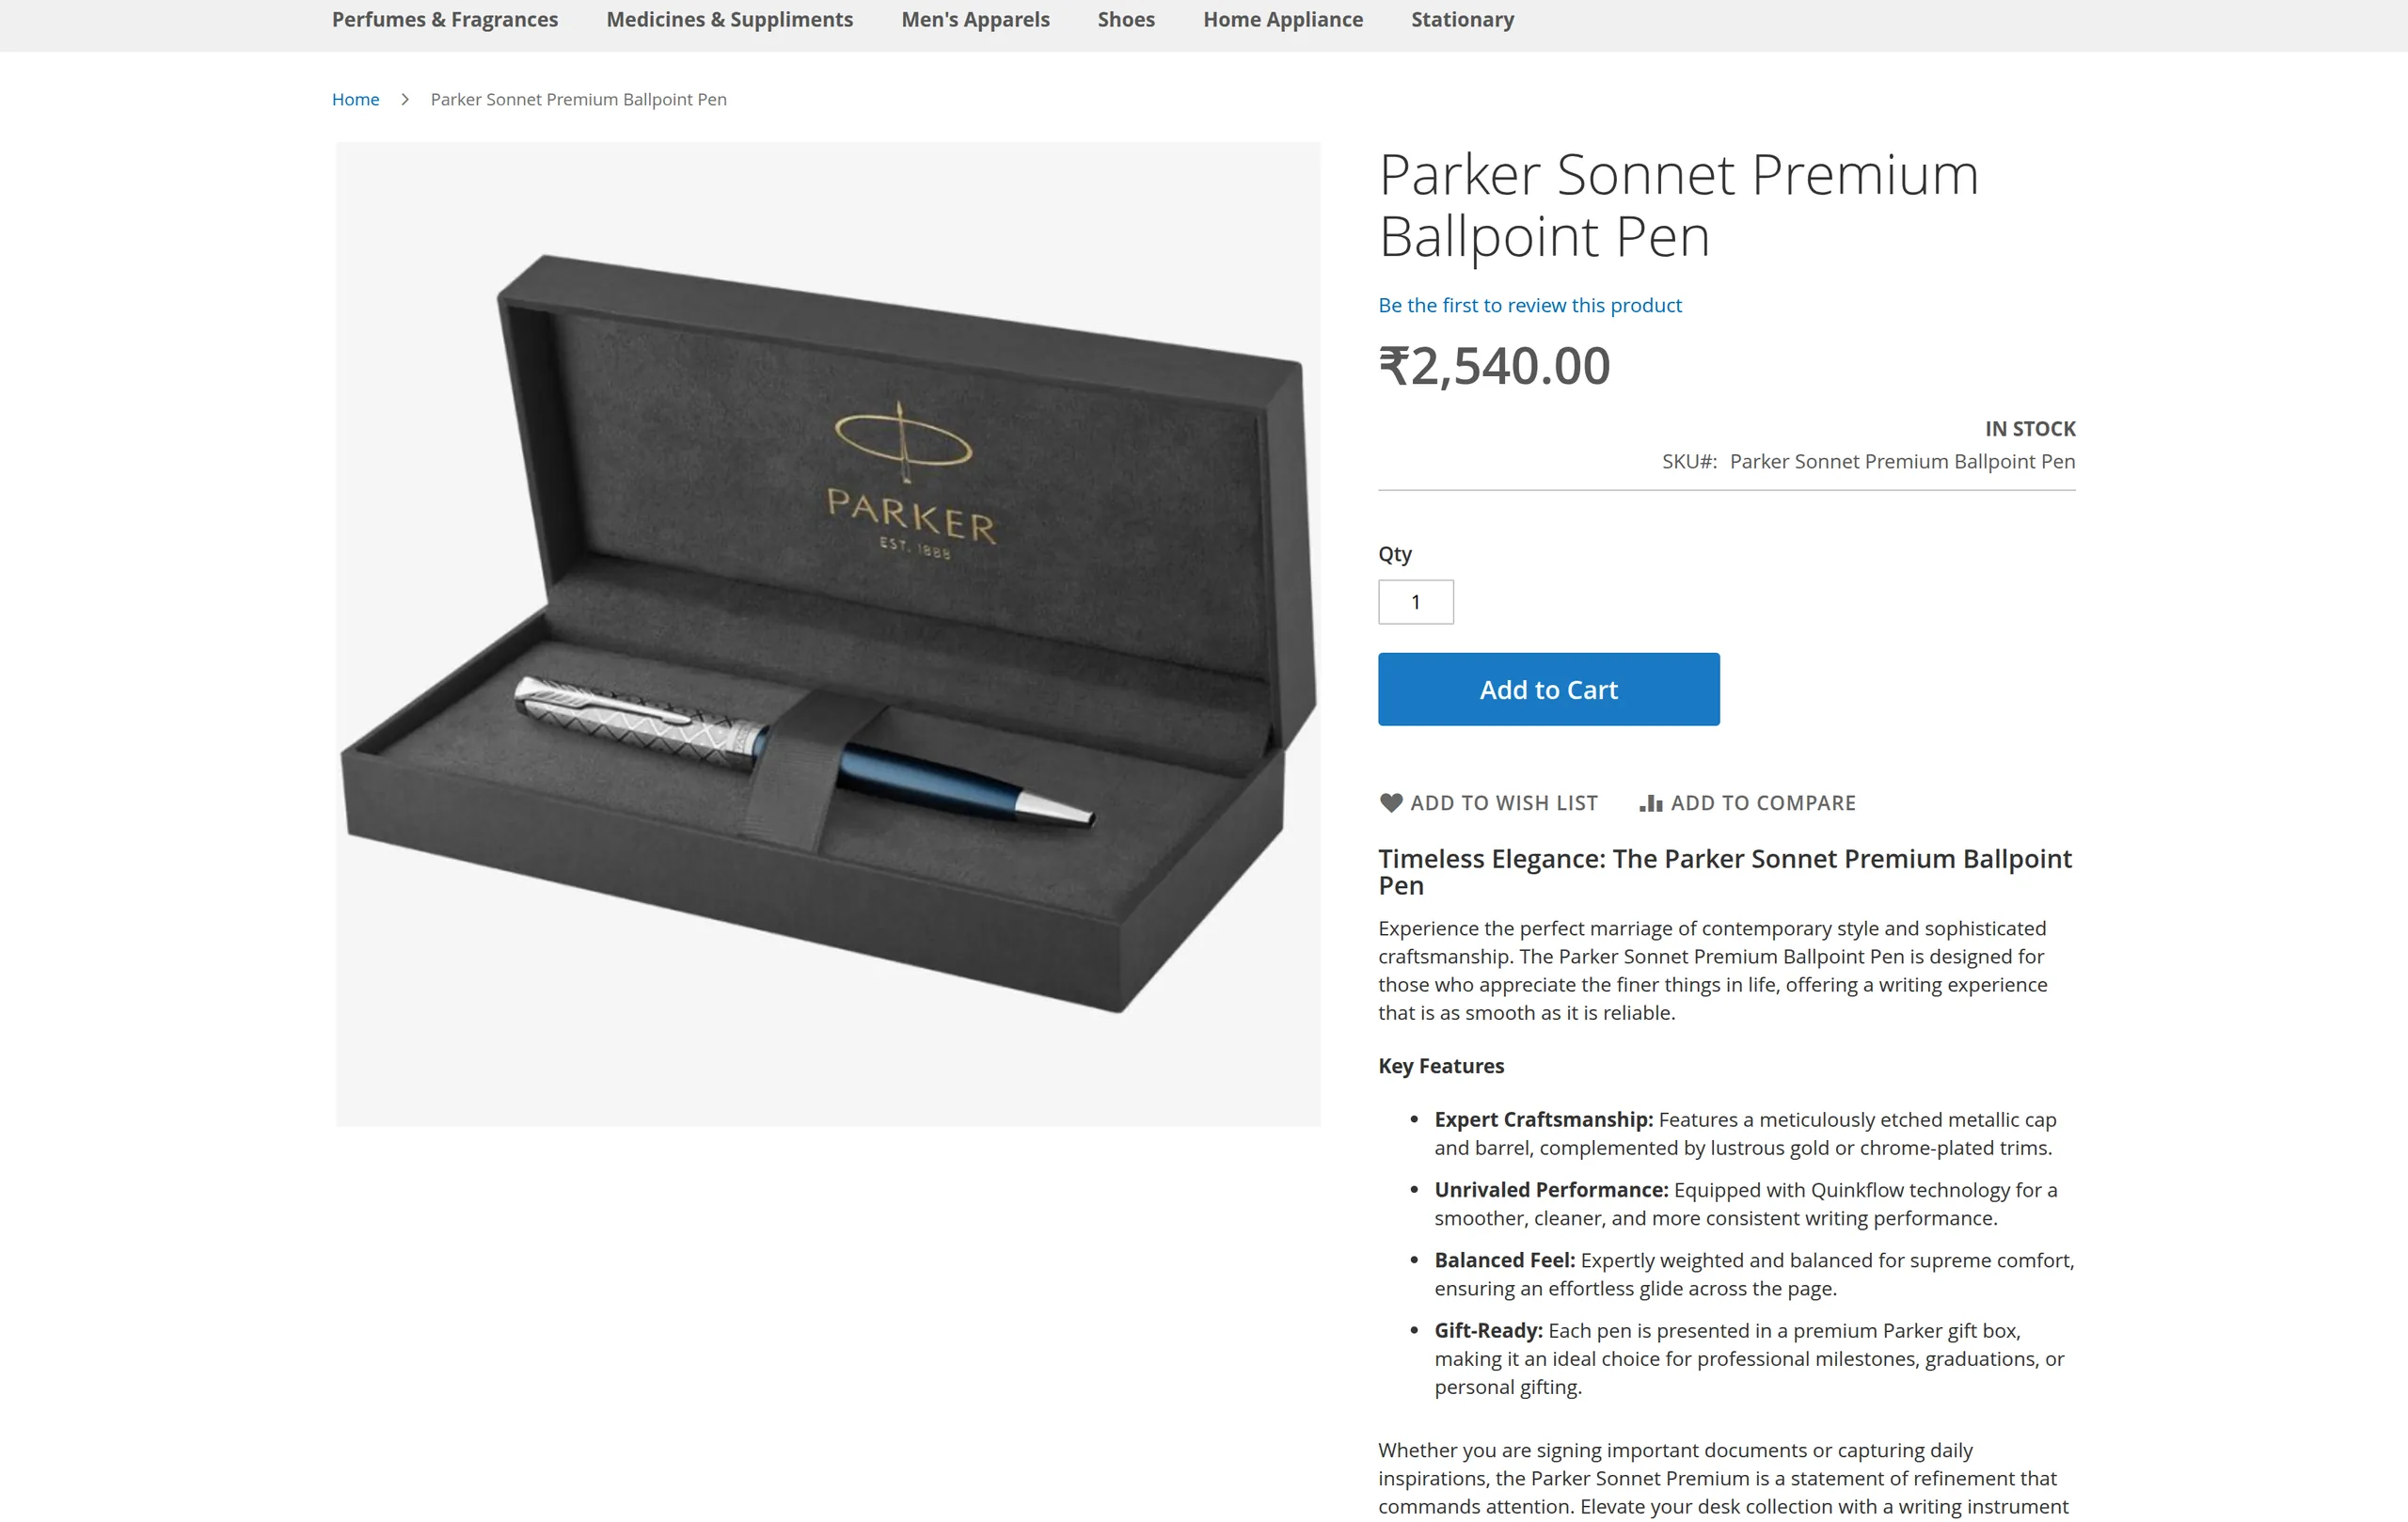 Perfumes & Fragrances
Medicines & Suppliments
Men's Apparels
Shoes
Home Appliance
Stationary
Home > Parker Sonnet Premium Ballpoint Pen
PARKER
EST. 1888
Parker Sonnet Premium
Ballpoint Pen
Be the first to review this product
₹2,540.00
IN STOCK
SKU#: Parker Sonnet Premium Ballpoint Pen
Qty
1
Add to Cart
ADD TO WISH LIST
ADD TO COMPARE
Timeless Elegance: The Parker Sonnet Premium Ballpoint
Pen
Experience the perfect marriage of contemporary style and sophisticated
craftsmanship. The Parker Sonnet Premium Ballpoint Pen is designed for
those who appreciate the finer things in life, offering a writing experience
that is as smooth as it is reliable.
Key Features
• Expert Craftsmanship: Features a meticulously etched metallic cap
and barrel, complemented by lustrous gold or chrome-plated trims.
• Unrivaled Performance: Equipped with Quinkflow technology for a
smoother, cleaner, and more consistent writing performance.
• Balanced Feel: Expertly weighted and balanced for supreme comfort,
ensuring an effortless glide across the page.
• Gift-Ready: Each pen is presented in a premium Parker gift box,
making it an ideal choice for professional milestones, graduations, or
personal gifting.
Whether you are signing important documents or capturing daily
inspirations, the Parker Sonnet Premium is a statement of refinement that
commands attention. Elevate your desk collection with a writing instrument